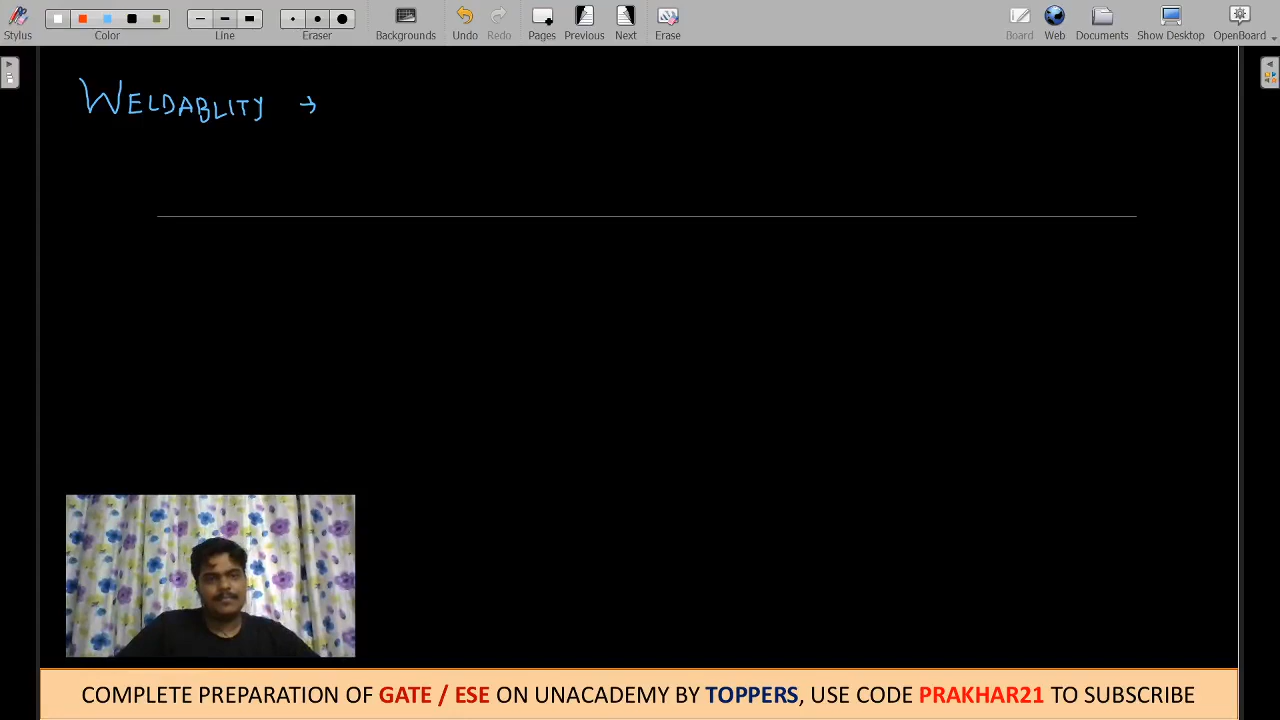 Stylus Color Line Eraser Backgrounds Undo Redo Pages Previous Next Erase Board Web Documents Show Desktop OpenBoard
WELDABLITY →
COMPLETE PREPARATION OF GATE / ESE ON UNACADEMY BY TOPPERS, USE CODE PRAKHAR21 TO SUBSCRIBE